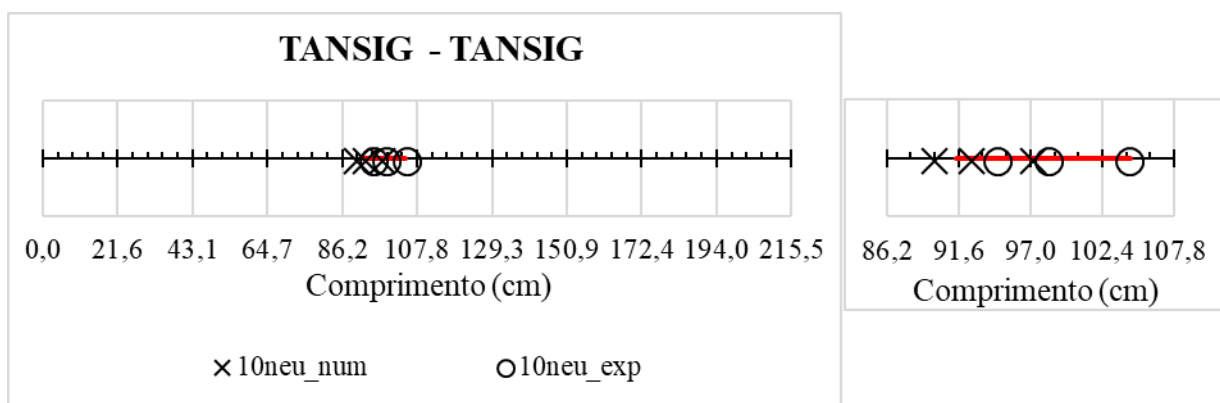 TANSIG - TANSIG
0,0 21,6 43,1 64,7 86,2 107,8 129,3 150,9 172,4 194,0 215,5
Comprimento (cm)
× 10neu_num O 10neu_exp
86,2 91,6 97,0 102,4 107,8
Comprimento (cm)